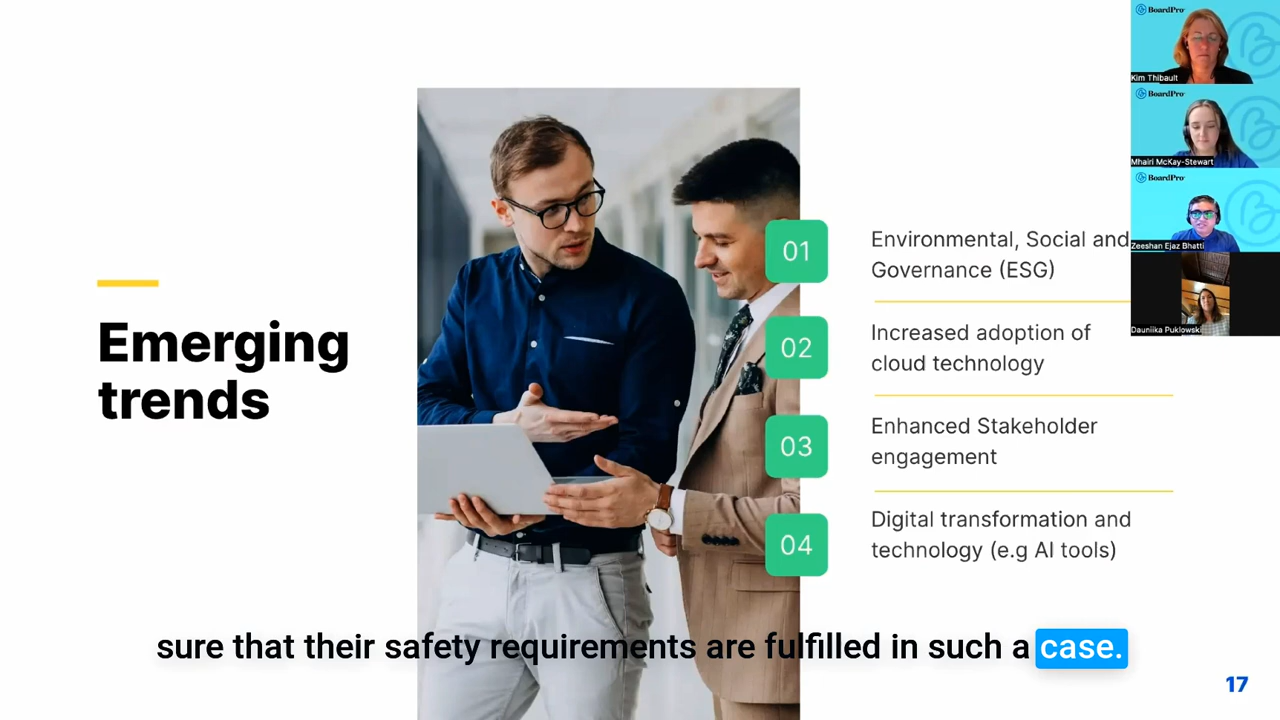 Emerging
trends
01
Environmental, Social and
Governance (ESG)
02
Increased adoption of
cloud technology
03
Enhanced Stakeholder
engagement
04
Digital transformation and
technology (e.g AI tools)
sure that their safety requirements are fulfilled in such a case.
17
BoardPro
Kim Thibault
BoardPro
Mhairi McKay-Stewart
BoardPro
Zeeshan Ejaz Bhatti
Dauniika Puklowski